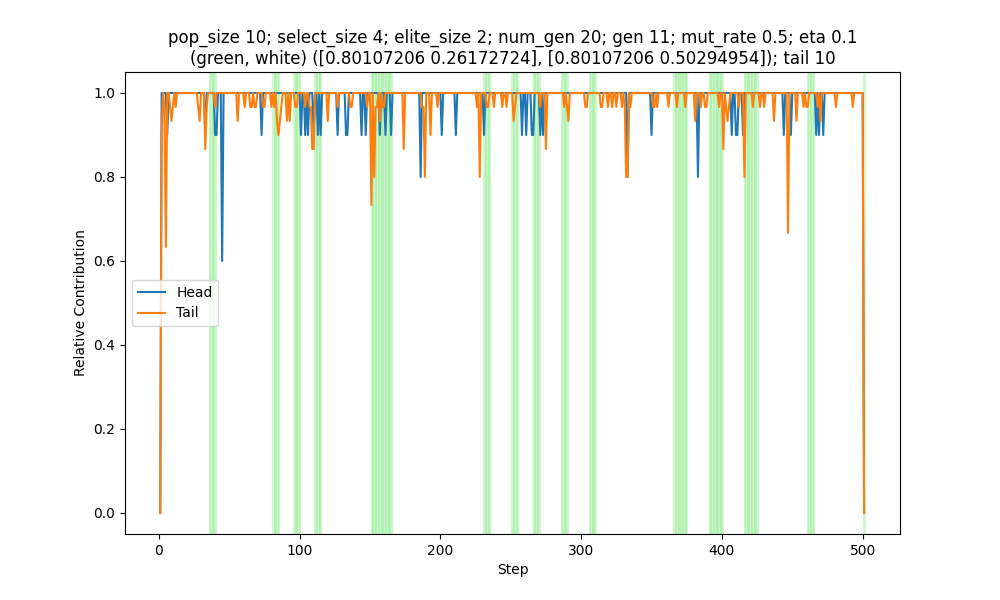 pop_size 10; select_size 4; elite_size 2; num_gen 20; gen 11; mut_rate 0.5; eta 0.1
(green, white) ([0.80107206 0.26172724], [0.80107206 0.50294954]); tail 10
1.0
0.8
0.6
0.4
0.2
0.0
Relative Contribution
Head
Tail
0
100
200
300
400
500
Step